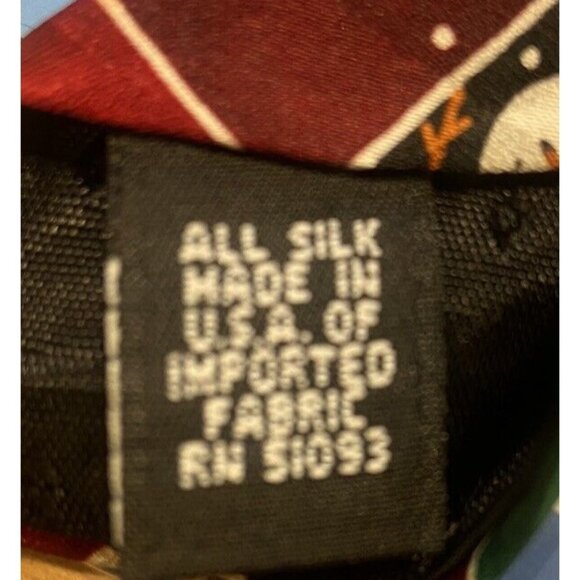 ALL SILK
MADE IN
U.S.A. OF
IMPORTED
FABRIC
RN 51093